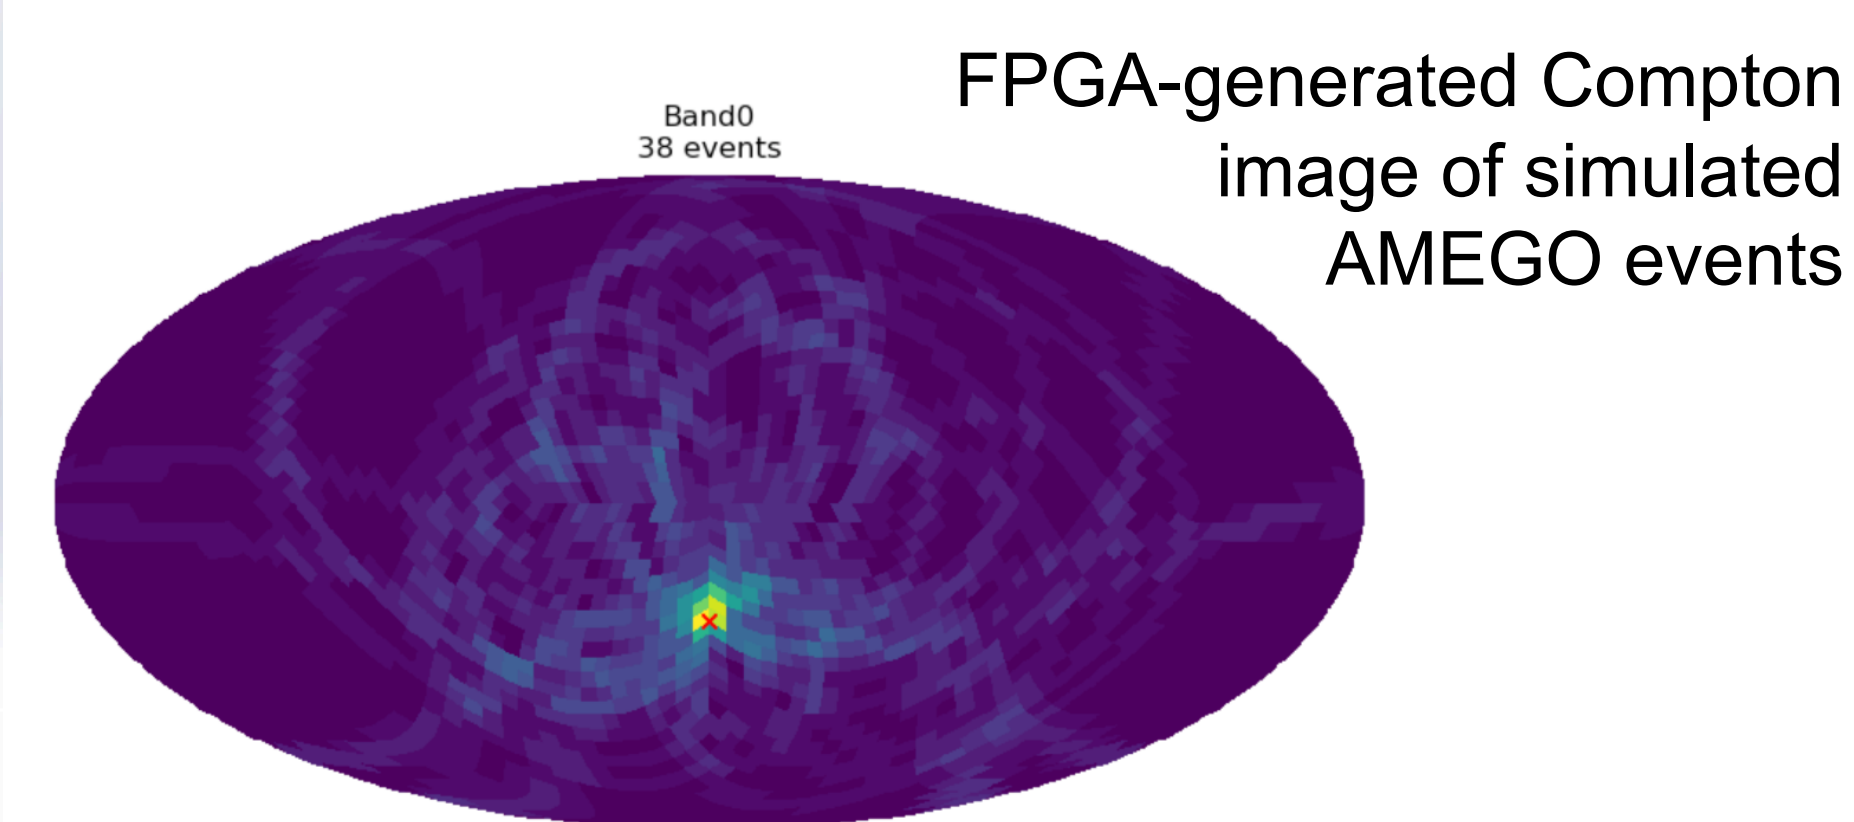 FPGA-generated Compton
image of simulated
AMEGO events
Band0
38 events